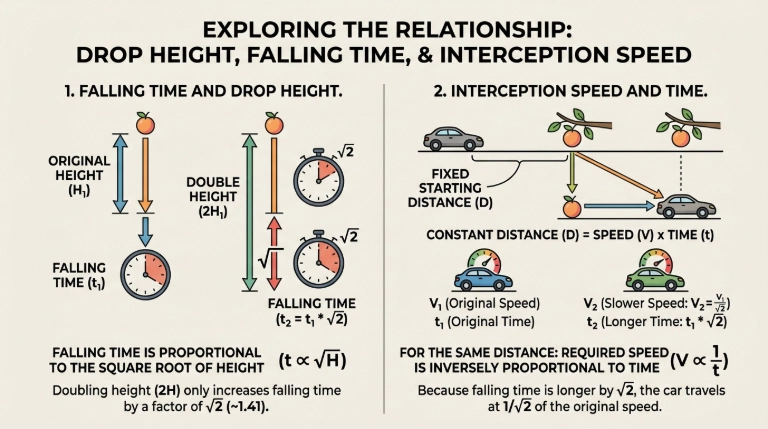 EXPLORING THE RELATIONSHIP:
DROP HEIGHT, FALLING TIME, & INTERCEPTION SPEED
1. FALLING TIME AND DROP HEIGHT.
ORIGINAL
HEIGHT
(H₁)
FALLING
TIME (t₁)
DOUBLE
HEIGHT
(2H₁)
√2
√
√2
FALLING TIME
(t₂ = t₁ * √2)
FALLING TIME IS PROPORTIONAL
TO THE SQUARE ROOT OF HEIGHT
(t ∝ √H)
Doubling height (2H) only increases falling time
by a factor of √2 (~1.41).
2. INTERCEPTION SPEED AND TIME.
FIXED
STARTING
DISTANCE (D)
CONSTANT DISTANCE (D) = SPEED (V) x TIME (t)
V₁ (Original Speed)
t₁ (Original Time)
V₂ (Slower Speed: V₂ = V₁/√2)
t₂ (Longer Time: t₁ * √2)
FOR THE SAME DISTANCE: REQUIRED SPEED
IS INVERSELY PROPORTIONAL TO TIME
(V ∝ 1/t)
Because falling time is longer by √2, the car travels
at 1/√2 of the original speed.